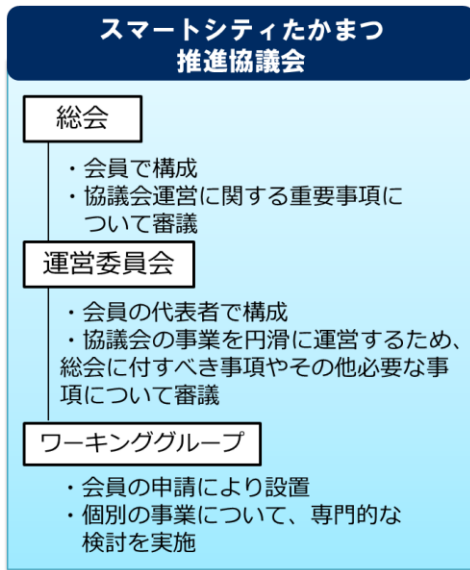 スマートシティたかまつ
推進協議会
総会
・会員で構成
・協議会運営に関する重要事項に
ついて審議
運営委員会
・会員の代表者で構成
・協議会の事業を円滑に運営するため、
総会に付すべき事項やその他必要な事
項について審議
ワーキンググループ
・会員の申請により設置
・個別の事業について、専門的な
検討を実施